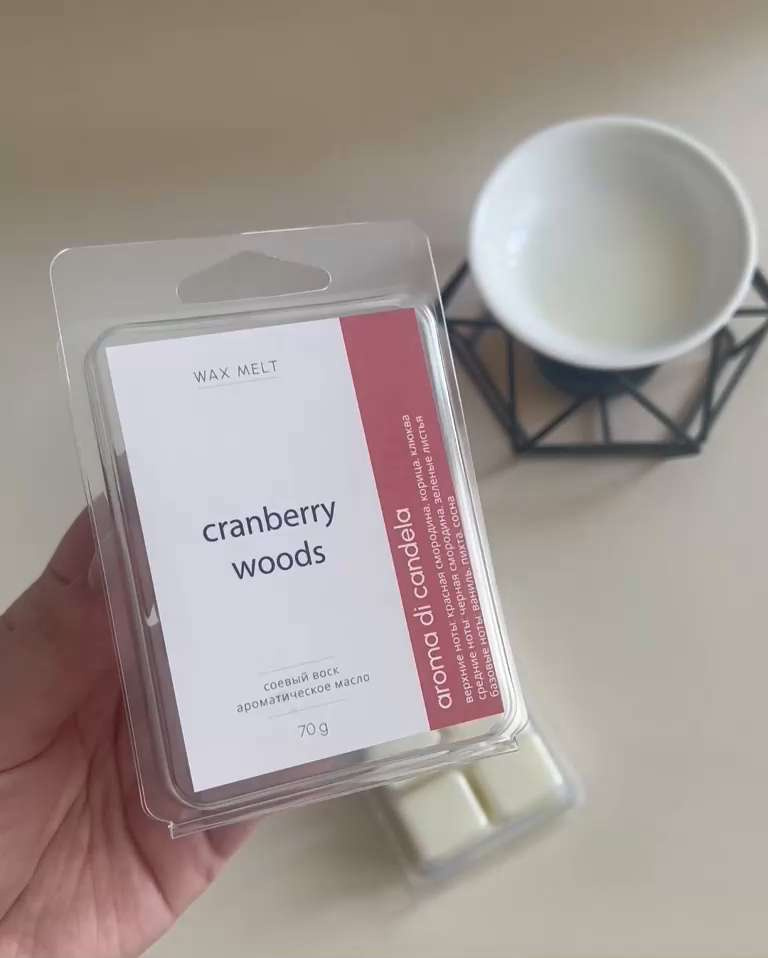 WAX MELT
cranberry
woods
соевый воск
ароматическое масло
70 g
aroma di candela
верхние ноты: красная смородина, корица, клюква
средние ноты: черная смородина, зеленые листья
базовые ноты: ваниль, пихта, сосна